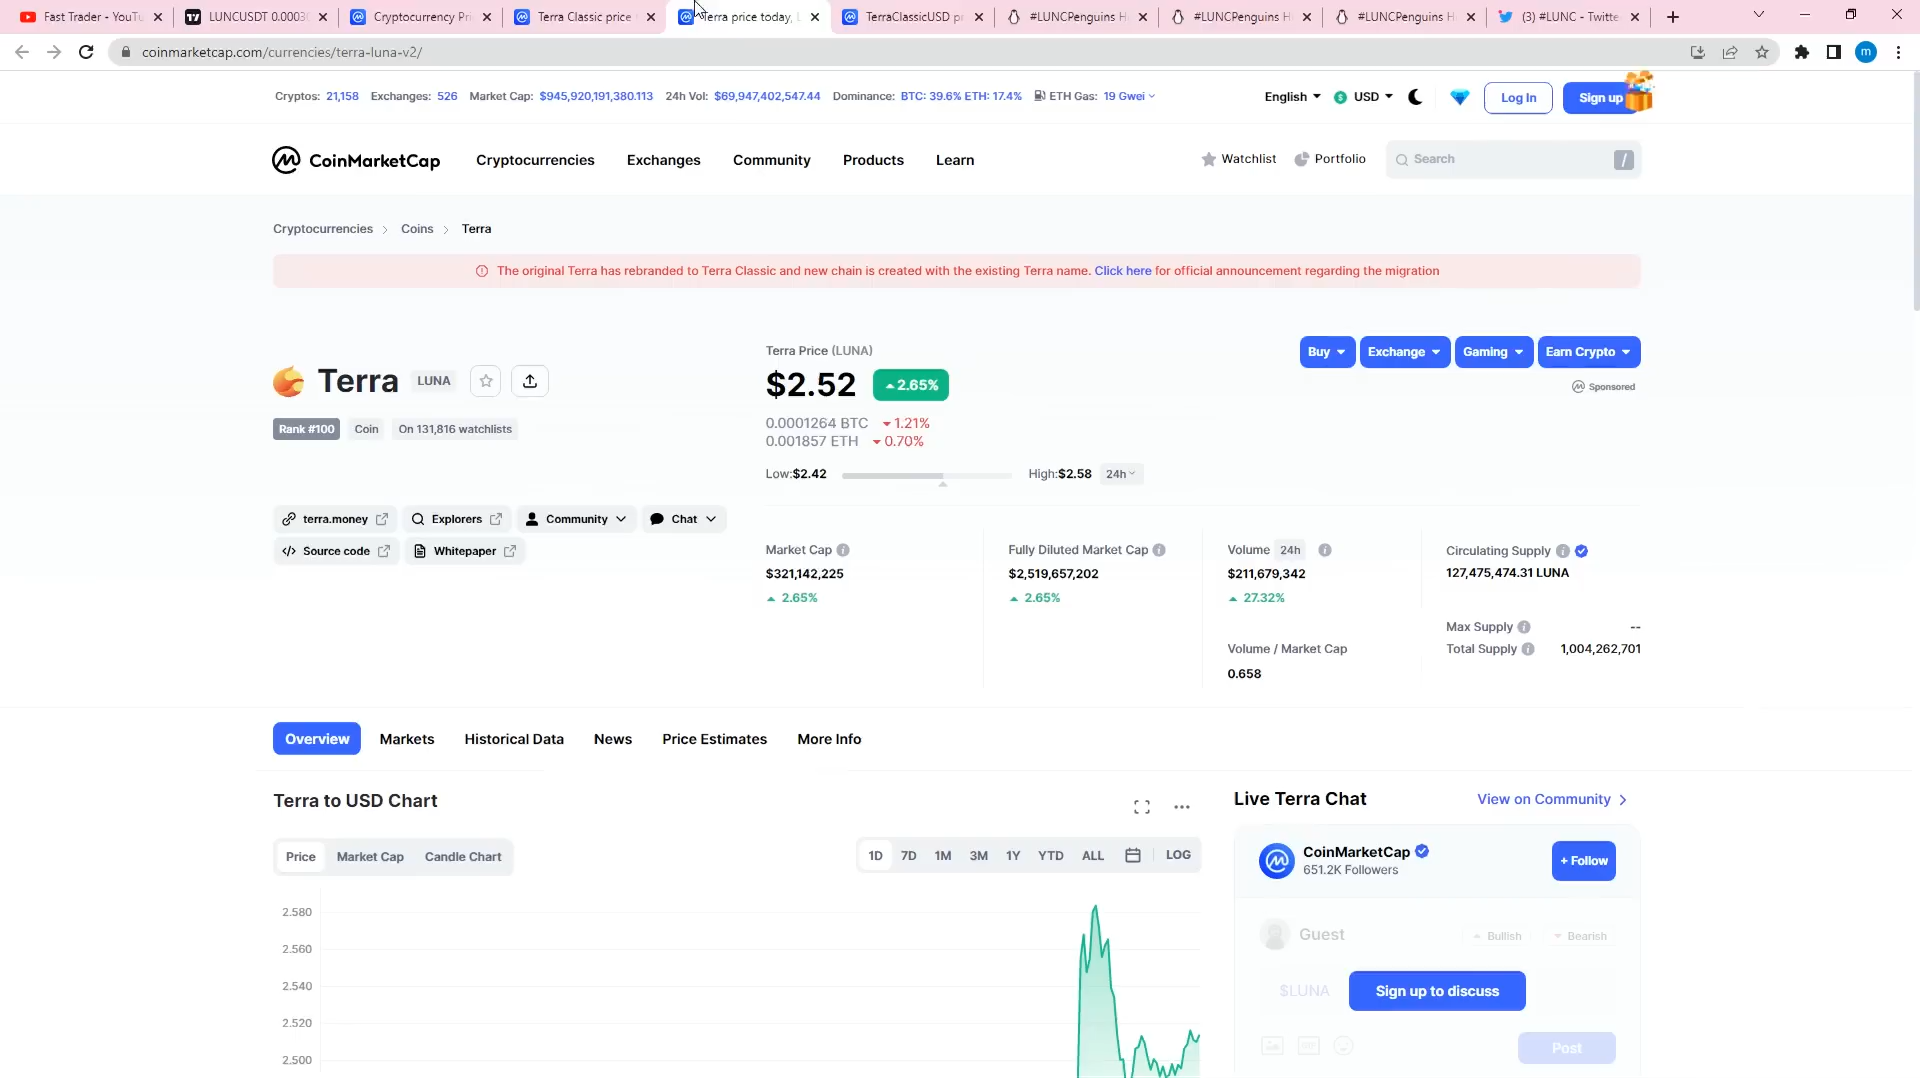 Fast Trader - YouTu
LUNCUSDT 0.0003
Cryptocurrency Pri
Terra Classic price
Terra price today, L
TerraClassicUSD pr
#LUNCPenguins H
#LUNCPenguins H
#LUNCPenguins H
(3) #LUNC - Twitte
coinmarketcap.com/currencies/terra-luna-v2/
m
Cryptos: 21,158 Exchanges: 526 Market Cap: $945,920,191,380.113 24h Vol: $69,947,402,547.44 Dominance: BTC: 39.6% ETH: 17.4% ETH Gas: 19 Gwei
English USD Log In Sign up
CoinMarketCap Cryptocurrencies Exchanges Community Products Learn Watchlist Portfolio Search /
Cryptocurrencies > Coins > Terra
The original Terra has rebranded to Terra Classic and new chain is created with the existing Terra name. Click here for official announcement regarding the migration
Terra LUNA
Rank #100 Coin On 131,816 watchlists
terra.money Explorers Community Chat
Source code Whitepaper
Terra Price (LUNA)
$2.52 2.65%
0.0001264 BTC 1.21%
0.001857 ETH 0.70%
Low:$2.42 High:$2.58 24h
Buy Exchange Gaming Earn Crypto
Sponsored
Market Cap
$321,142,225
2.65%
Fully Diluted Market Cap
$2,519,657,202
2.65%
Volume 24h
$211,679,342
27.32%
Volume / Market Cap
0.658
Circulating Supply
127,475,474.31 LUNA
Max Supply --
Total Supply 1,004,262,701
Overview Markets Historical Data News Price Estimates More Info
Terra to USD Chart
Price Market Cap Candle Chart
1D 7D 1M 3M 1Y YTD ALL LOG
2.580
2.560
2.540
2.520
2.500
Live Terra Chat View on Community >
CoinMarketCap
651.2K Followers
+ Follow
Guest Bullish Bearish
$LUNA Sign up to discuss
Post